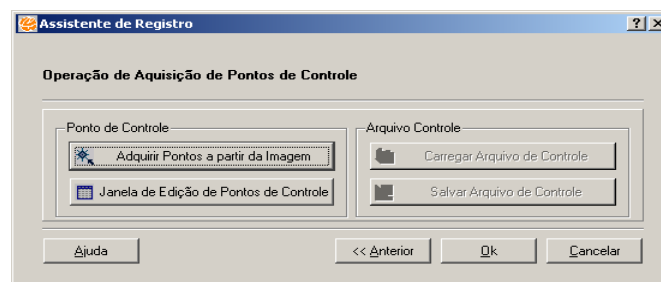 Assistente de Registro
Operação de Aquisição de Pontos de Controle
Ponto de Controle
Adquirir Pontos a partir da Imagem
Janela de Edição de Pontos de Controle
Arquivo Controle
Carregar Arquivo de Controle
Salvar Arquivo de Controle
Ajuda
<< Anterior
Ok
Cancelar